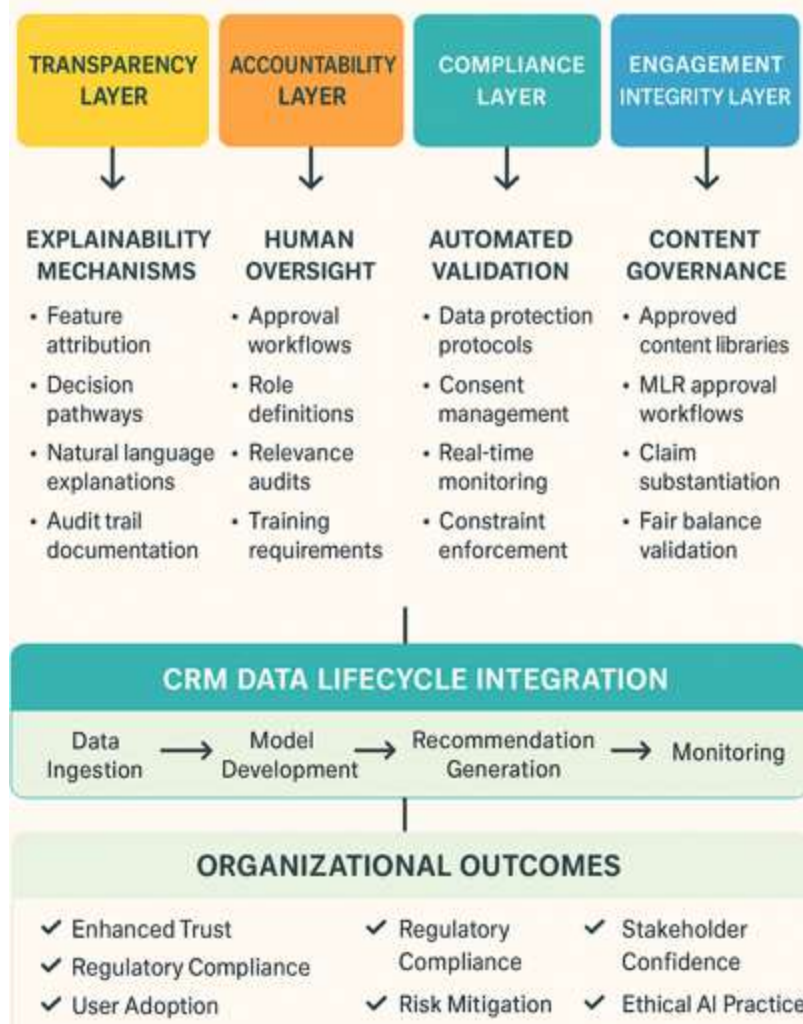 TRANSPARENCY
LAYER
ACCOUNTABILITY
LAYER
COMPLIANCE
LAYER
ENGAGEMENT
INTEGRITY LAYER
EXPLAINABILITY
MECHANISMS
• Feature
attribution
• Decision
pathways
• Natural language
explanations
• Audit trail
documentation
HUMAN
OVERSIGHT
• Approval
workflows
• Role
definitions
• Relevance
audits
• Training
requirements
AUTOMATED
VALIDATION
• Data protection
protocols
• Consent
management
• Real-time
monitoring
• Constraint
enforcement
CONTENT
GOVERNANCE
• Approved
content libraries
• MLR approval
workflows
• Claim
substantiation
• Fair balance
validation
CRM DATA LIFECYCLE INTEGRATION
Data
Ingestion
Model
Development
Recommendation
Generation
Monitoring
ORGANIZATIONAL OUTCOMES
✓ Enhanced Trust
✓ Regulatory Compliance
✓ User Adoption
✓ Regulatory
Compliance
✓ Risk Mitigation
✓ Stakeholder
Confidence
✓ Ethical AI Practice